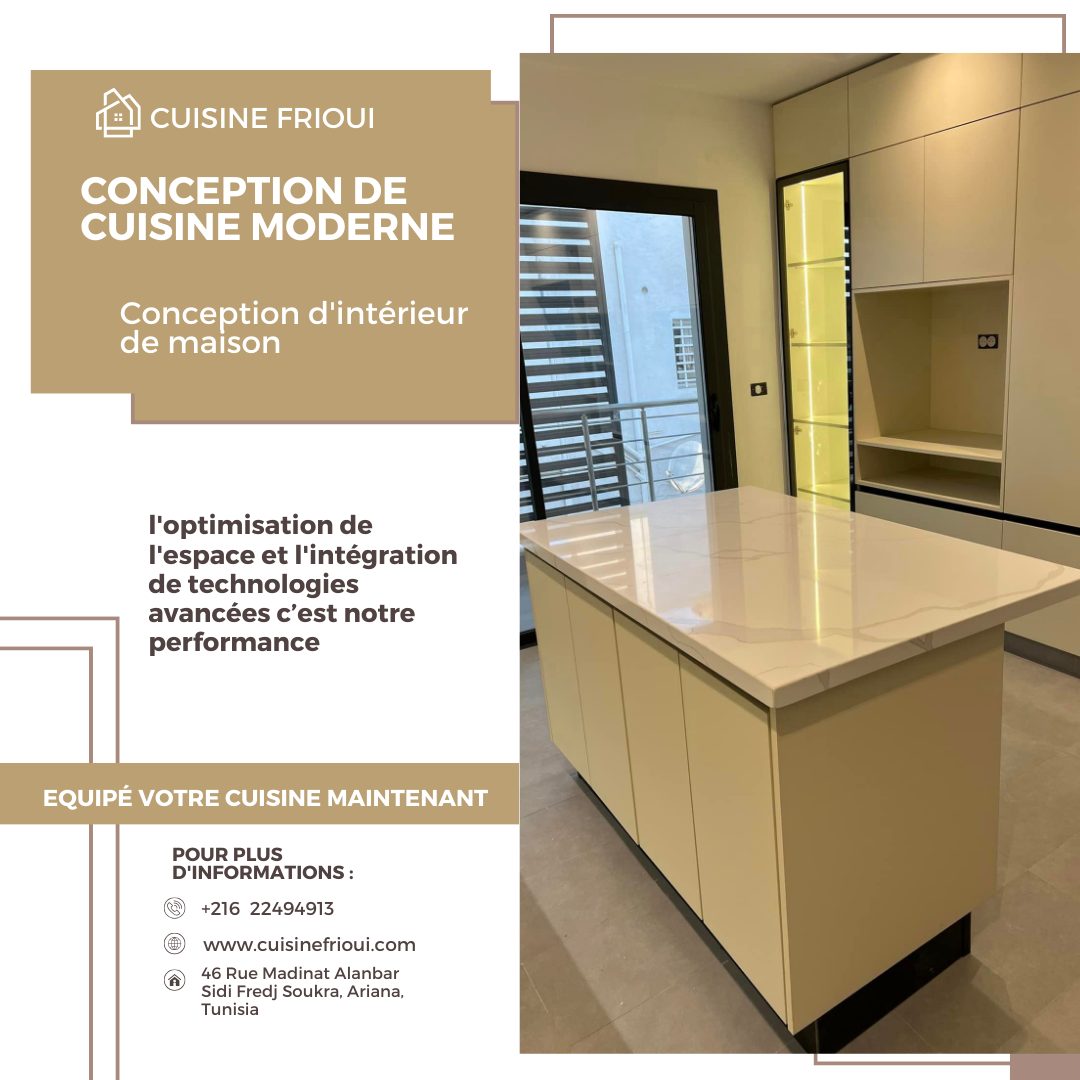 CUISINE FRIOUI
CONCEPTION DE
CUISINE MODERNE
Conception d'intérieur
de maison
l'optimisation de
l'espace et l'intégration
de technologies
avancées c’est notre
performance
EQUIPÉ VOTRE CUISINE MAINTENANT
POUR PLUS
D'INFORMATIONS :
+216 22494913
www.cuisinefrioui.com
46 Rue Madinat Alanbar
Sidi Fredj Soukra, Ariana,
Tunisia